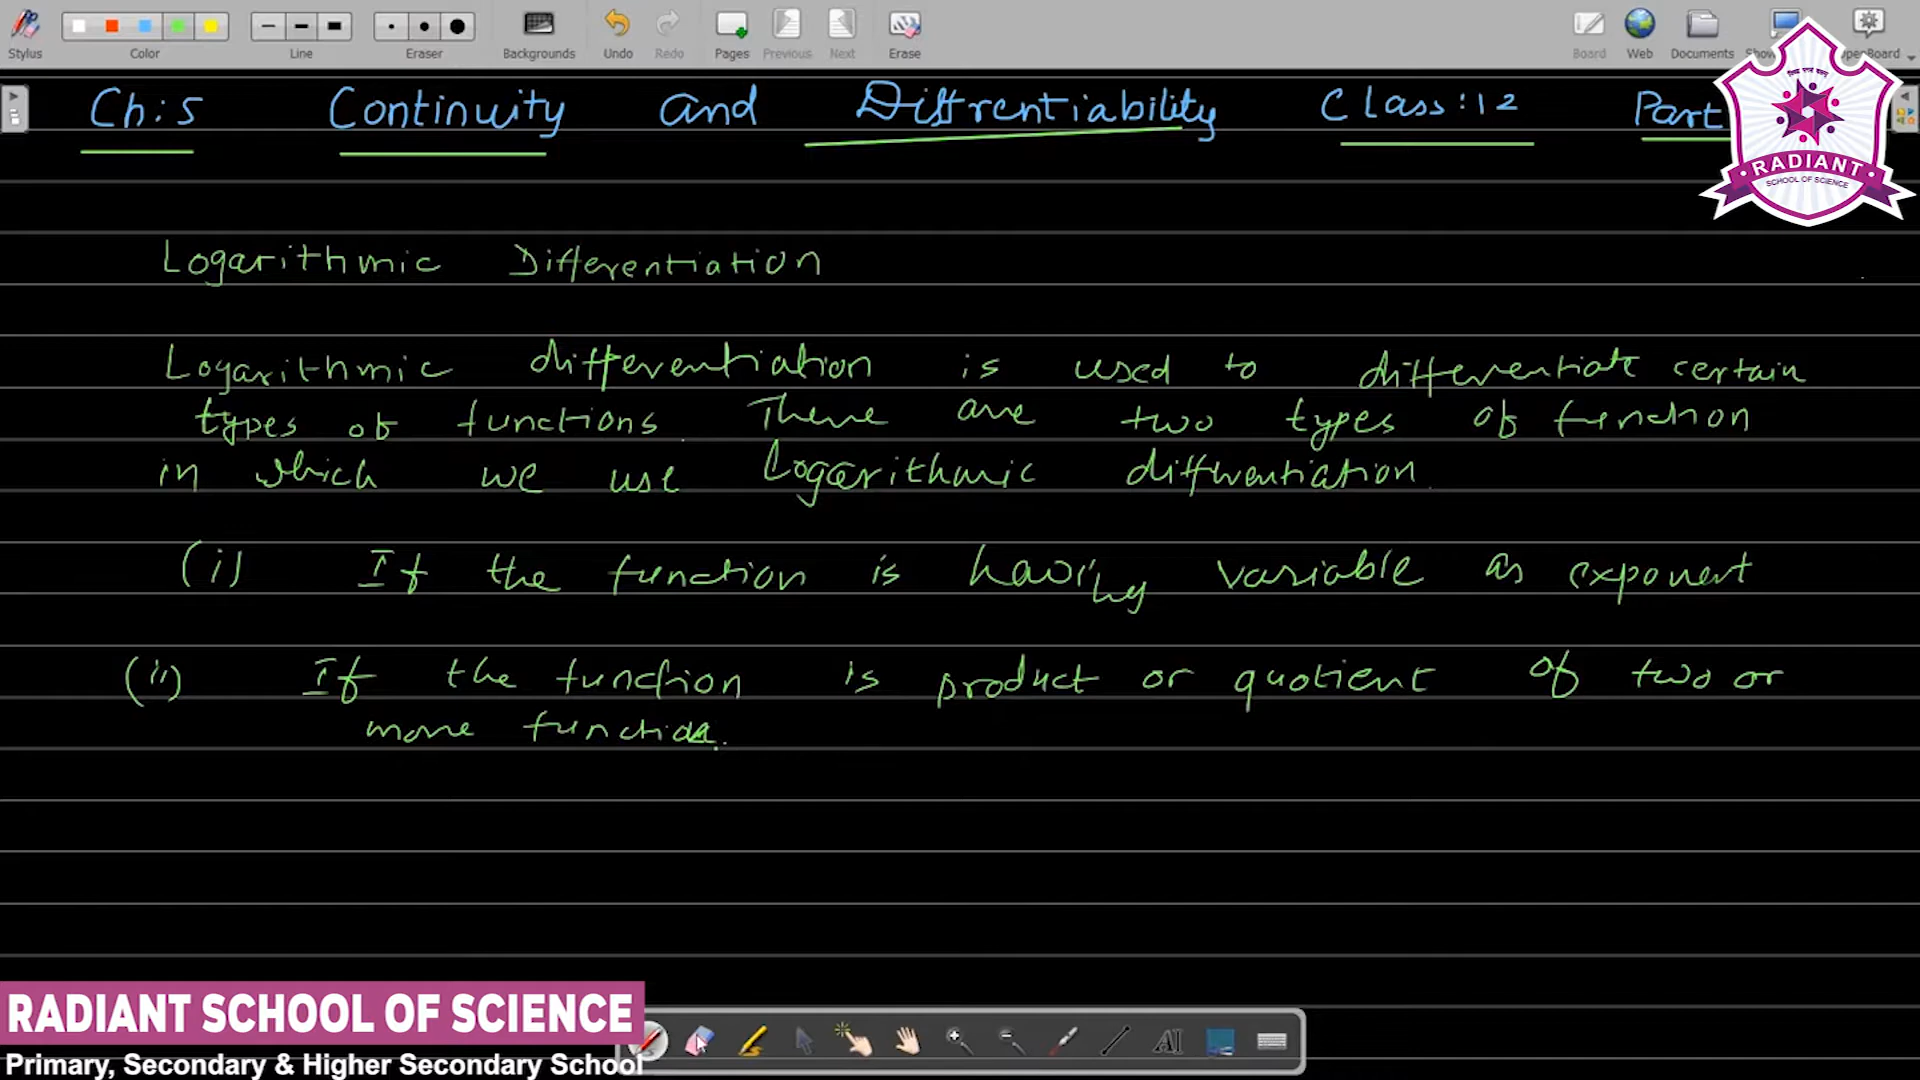 Stylus Color Line Eraser Backgrounds Undo Redo Pages Previous Next Erase Board Web Documents
Ch:5 Continuity and Diffrentiability Class:12 Part
RADIANT
SCHOOL OF SCIENCE
Logarithmic Differentiation
Logarithmic differentiation is used to differentiate certain
types of functions. There are two types of function
in which we use Logarithmic differentiation.
(i) If the function is having variable as exponent
(ii) If the function is product or quotient of two or
more
RADIANT SCHOOL OF SCIENCE
Primary, Secondary & Higher Secondary School